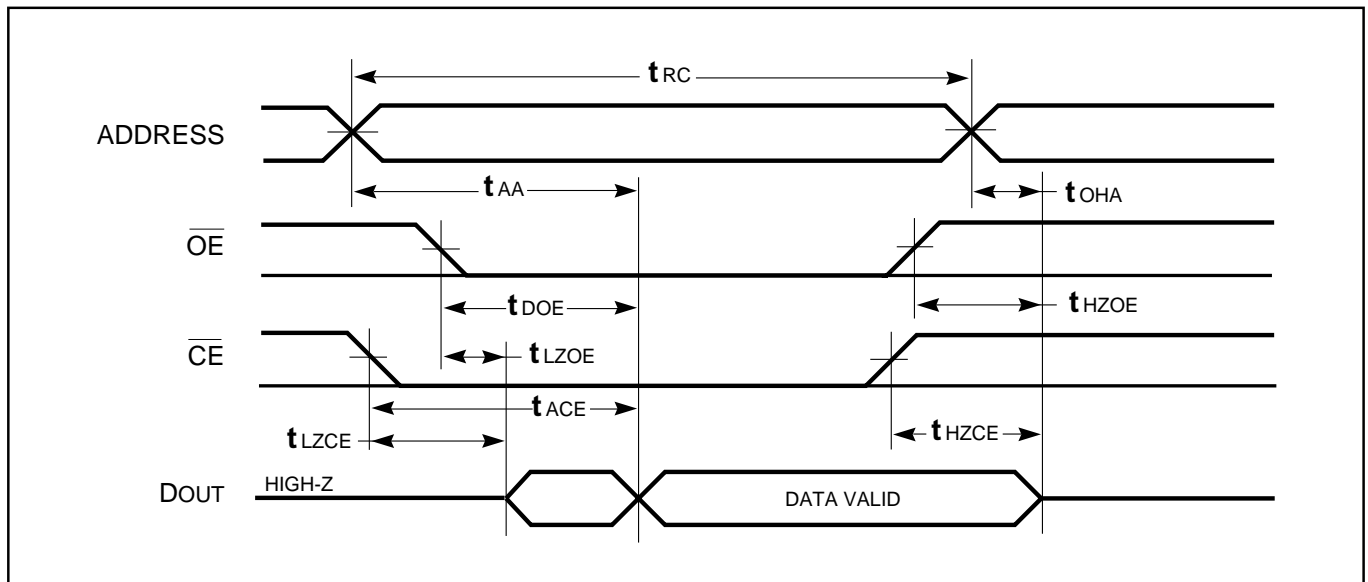 tRC
ADDRESS
tAA
tOHA
OE
tDOE
tHZOE
CE
tLZOE
tACE
tLZCE
tHZCE
DOUT
HIGH-Z
DATA VALID